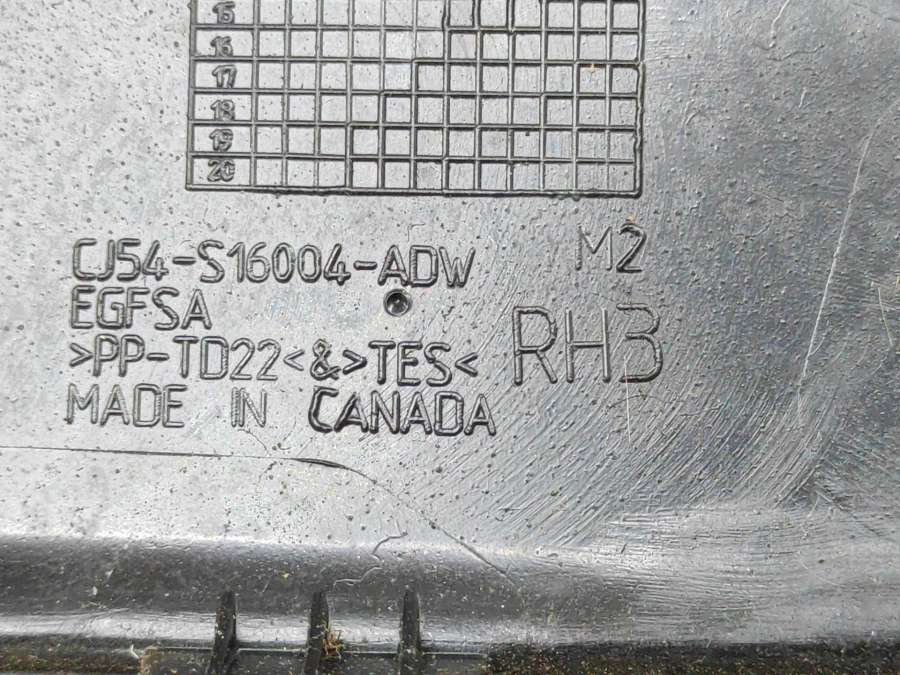 15
16
17
18
19
20
CJ54-S16004-ADW M2
EGFSA
>PP-TD22<&>TES< RH3
MADE IN CANADA